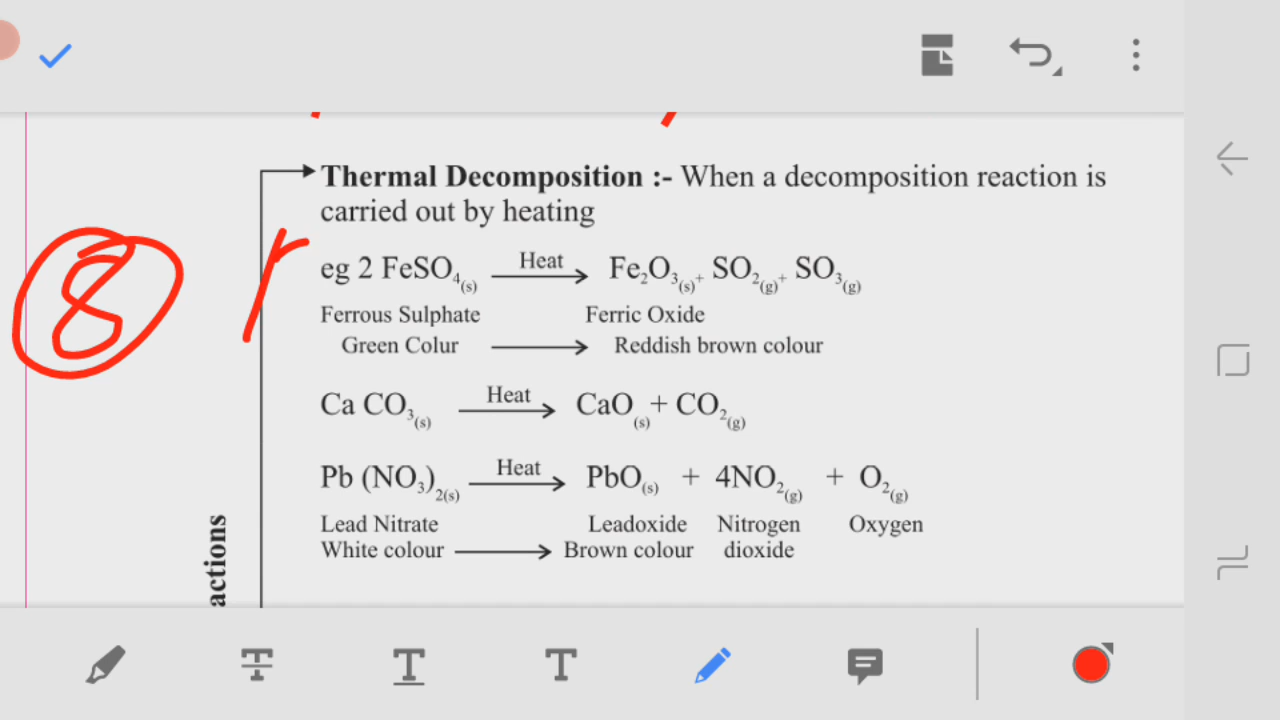 Thermal Decomposition :- When a decomposition reaction is
carried out by heating
8
eg 2 FeSO₄(s) Heat → Fe₂O₃(s)+ SO₂(g)+ SO₃(g)
Ferrous Sulphate Ferric Oxide
Green Colur → Reddish brown colour
Ca CO₃(s) Heat → CaO(s) + CO₂(g)
Pb (NO₃)₂(s) Heat → PbO(s) + 4NO₂(g) + O₂(g)
Lead Nitrate Leadoxide Nitrogen Oxygen
White colour → Brown colour dioxide
actions